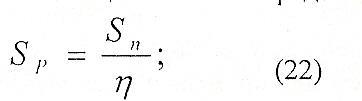 S_p = S_n / η; (22)